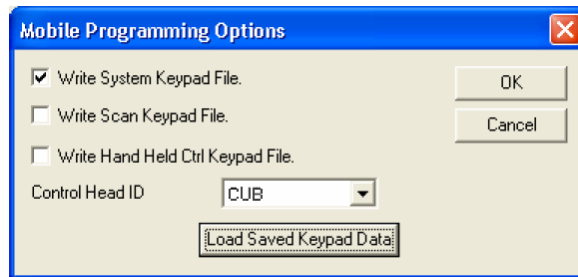 Mobile Programming Options
Write System Keypad File.
OK
Write Scan Keypad File.
Cancel
Write Hand Held Ctrl Keypad File.
Control Head ID CUB
Load Saved Keypad Data